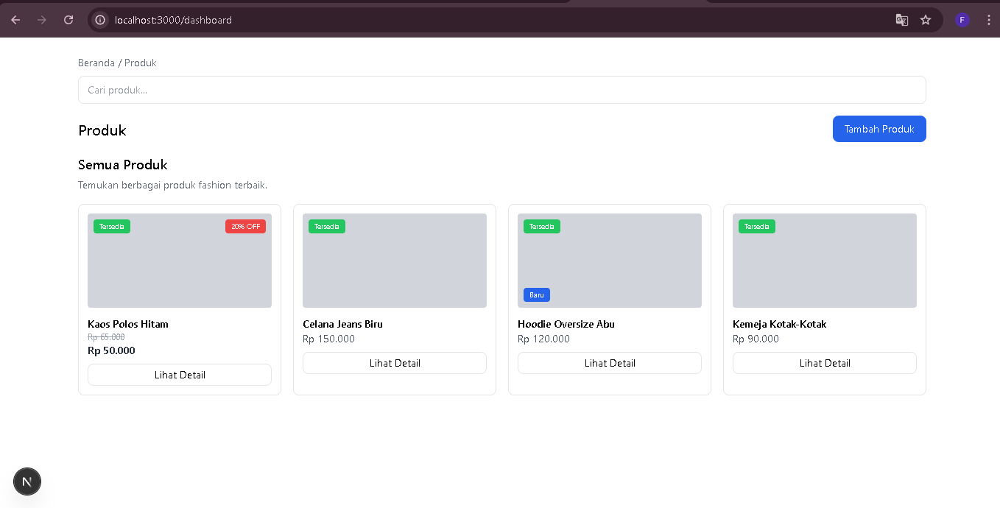 localhost:3000/dashboard
F
Beranda / Produk
Cari produk...
Produk
Tambah Produk
Semua Produk
Temukan berbagai produk fashion terbaik.
Tersedia
20% OFF
Kaos Polos Hitam
Rp 65.000
Rp 50.000
Lihat Detail
Tersedia
Celana Jeans Biru
Rp 150.000
Lihat Detail
Tersedia
Baru
Hoodie Oversize Abu
Rp 120.000
Lihat Detail
Tersedia
Kemeja Kotak-Kotak
Rp 90.000
Lihat Detail
N